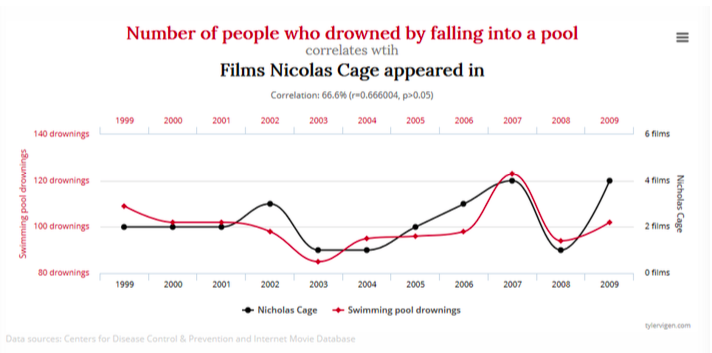 Number of people who drowned by falling into a pool
correlates wtih
Films Nicolas Cage appeared in
Correlation: 66.6% (r=0.666004, p>0.05)
1999 2000 2001 2002 2003 2004 2005 2006 2007 2008 2009
140 drownings 6 films
120 drownings 4 films
100 drownings 2 films
80 drownings 0 films
Swimming pool drownings
Nicholas Cage
1999 2000 2001 2002 2003 2004 2005 2006 2007 2008 2009
Nicholas Cage Swimming pool drownings
tylervigen.com
Data sources: Centers for Disease Control & Prevention and Internet Movie Database